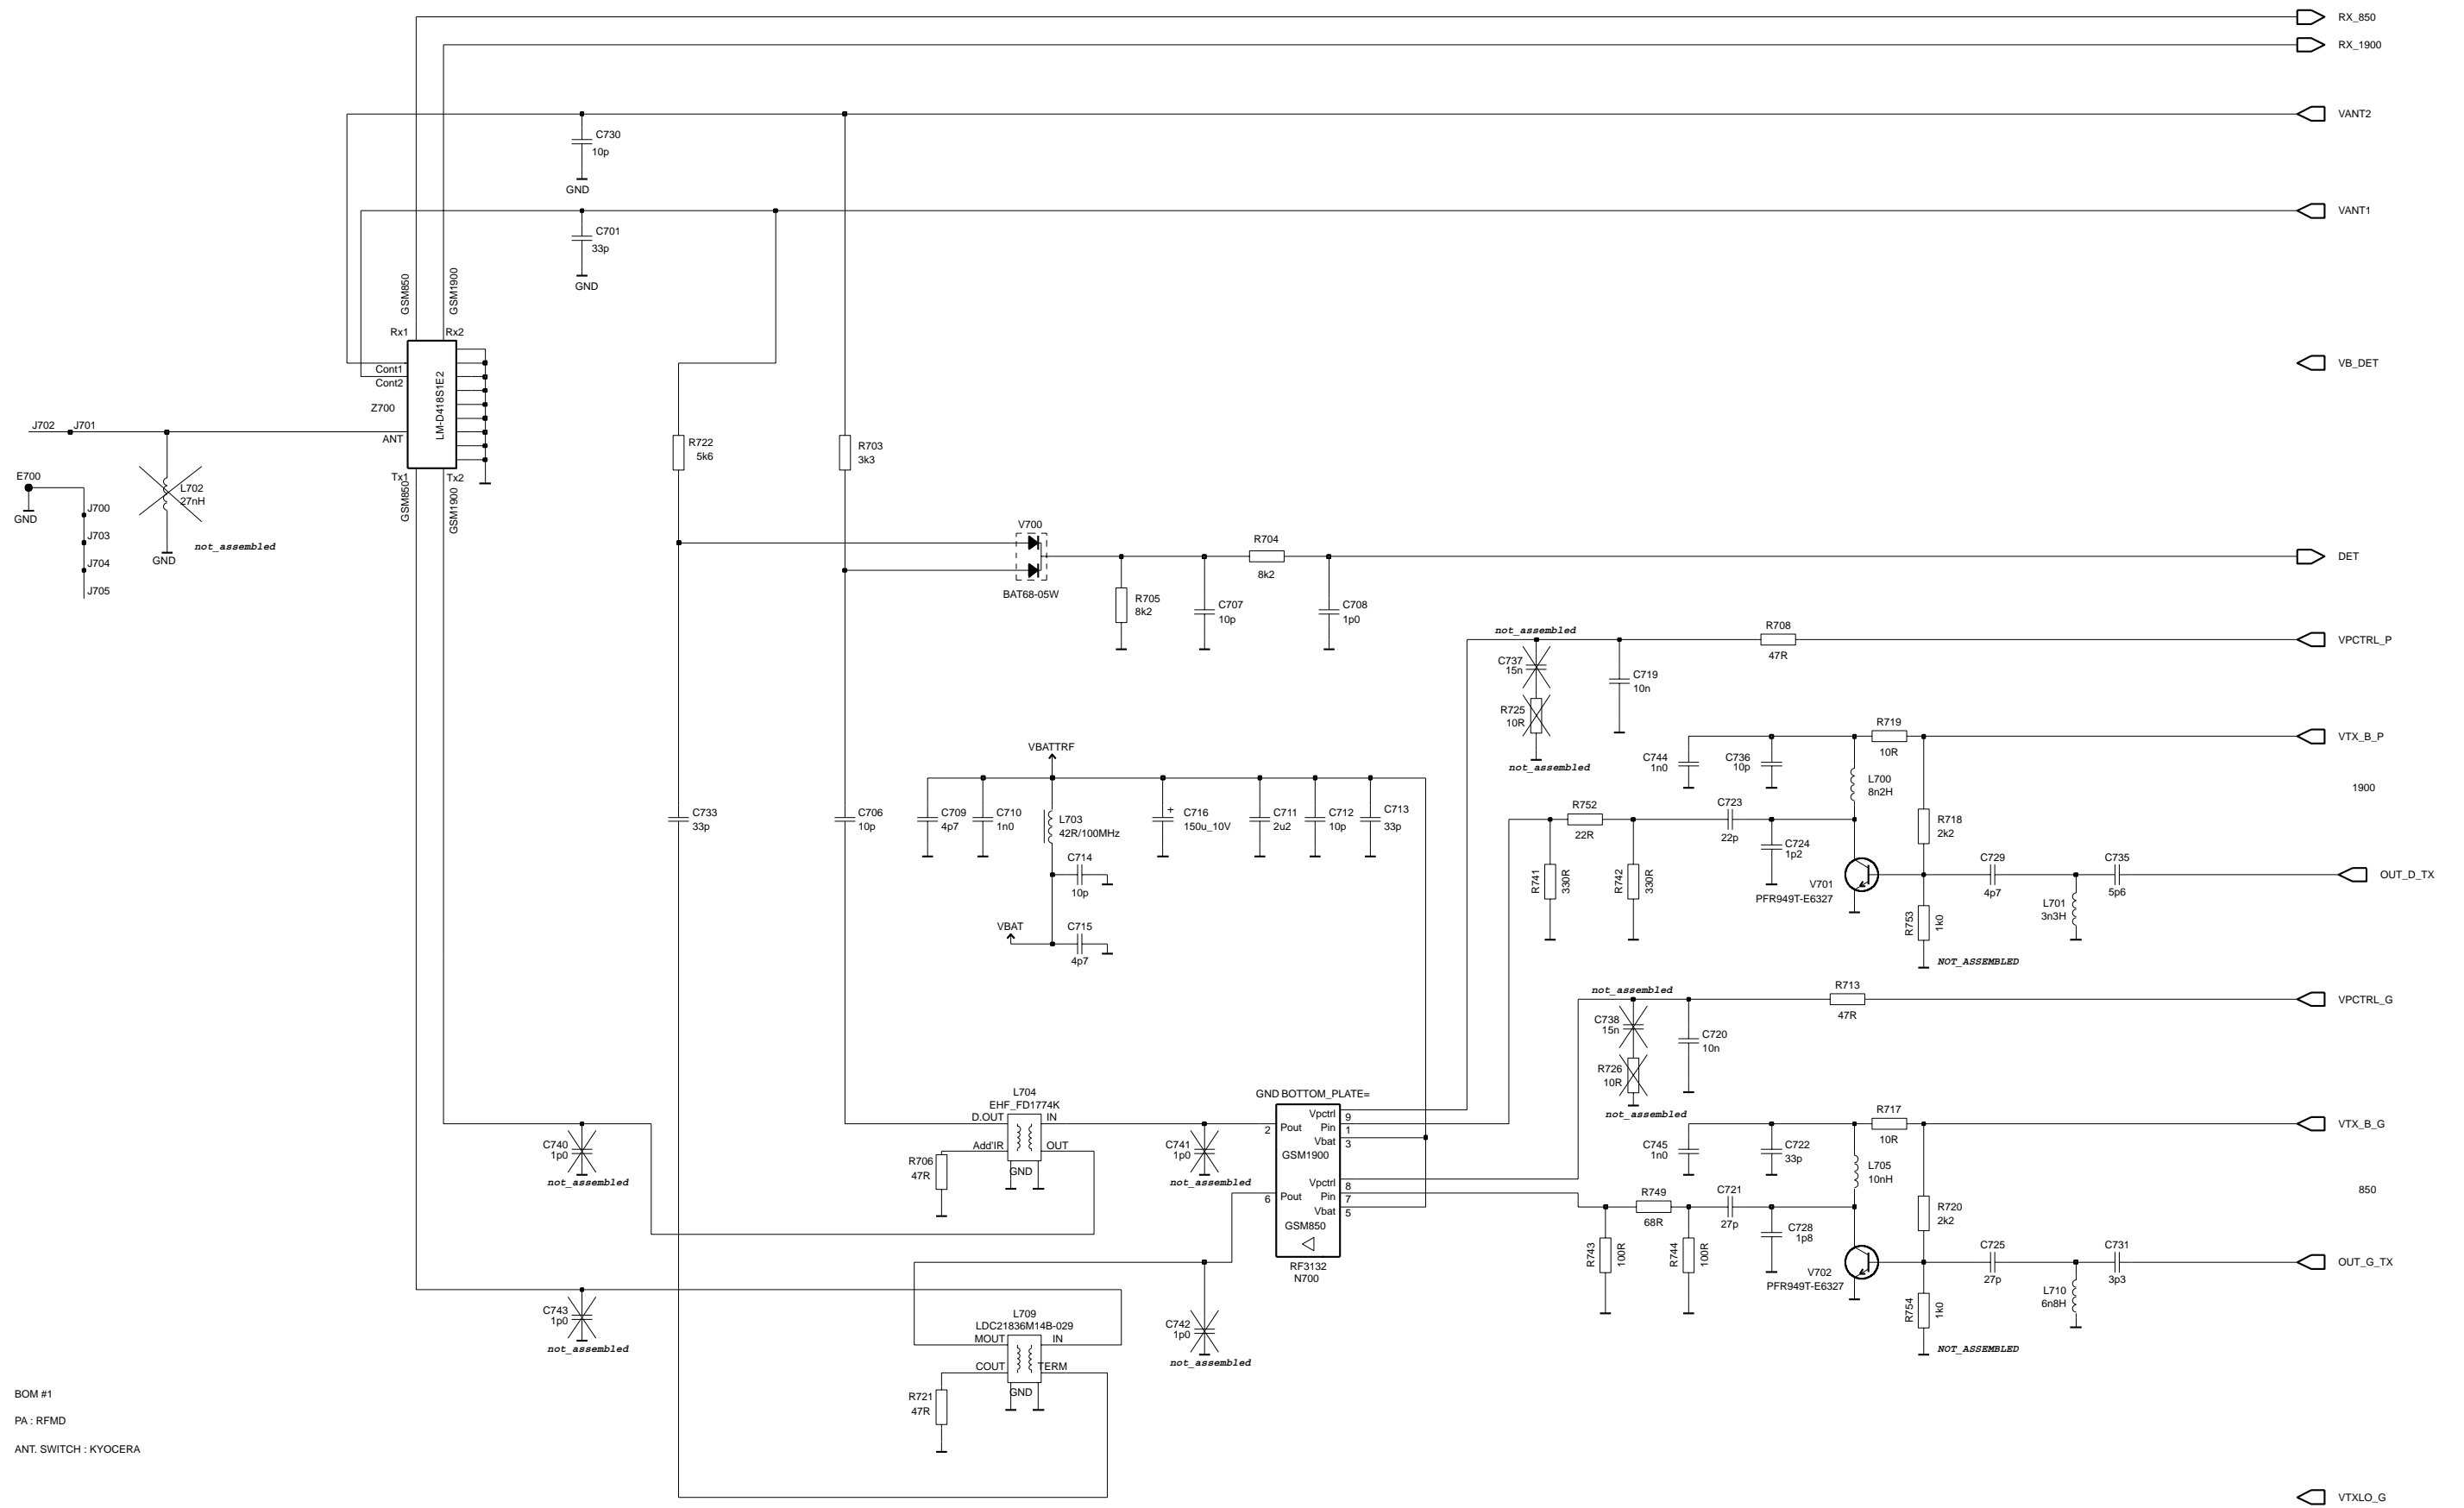 RX_850
RX_1900
VANT2
C730
10p
GND
VANT1
C701
33p
GND
GSM850
GSM1900
Rx1
Rx2
Cont1
Cont2
Z700
LM-D418S1E2
ANT
Tx1
Tx2
GSM850
GSM1900
VB_DET
J702
J701
R722
5k6
R703
3k3
E700
GND
J700
J703
J704
J705
L702
27nH
GND
not_assembled
V700
BAT68-05W
R704
8k2
DET
R705
8k2
C707
10p
C708
1p0
not_assembled
R708
47R
VPCTRL_P
C737
15n
C719
10n
R725
10R
not_assembled
R719
10R
VTX_B_P
C744
1n0
C736
10p
L700
8n2H
1900
VBATTRF
C733
33p
C706
10p
C709
4p7
C710
1n0
L703
42R/100MHz
C716
+
150u_10V
C711
2u2
C712
10p
C713
33p
R752
22R
C723
22p
C724
1p2
R718
2k2
C714
10p
R741
330R
R742
330R
V701
PFR949T-E6327
C729
4p7
C735
5p6
OUT_D_TX
L701
3n3H
R753
1k0
NOT_ASSEMBLED
VBAT
C715
4p7
not_assembled
R713
47R
VPCTRL_G
C738
15n
C720
10n
R726
10R
not_assembled
L704
EHF_FD1774K
D.OUT
IN
Add'IR
OUT
GND
R706
47R
C740
1p0
not_assembled
C741
1p0
not_assembled
GND BOTTOM_PLATE=
Vpctrl
9
2
Pout
Pin
1
Vbat
3
GSM1900
Vpctrl
8
6
Pout
Pin
7
Vbat
5
GSM850
RF3132
N700
R717
10R
VTX_B_G
C745
1n0
C722
33p
L705
10nH
850
R749
68R
C721
27p
C728
1p8
R720
2k2
R743
100R
R744
100R
V702
PFR949T-E6327
C725
27p
C731
3p3
OUT_G_TX
L710
6n8H
R754
1k0
NOT_ASSEMBLED
C743
1p0
not_assembled
L709
LDC21836M14B-029
MOUT
IN
COUT
TERM
GND
R721
47R
C742
1p0
not_assembled
BOM #1
PA : RFMD
ANT. SWITCH : KYOCERA
VTXLO_G